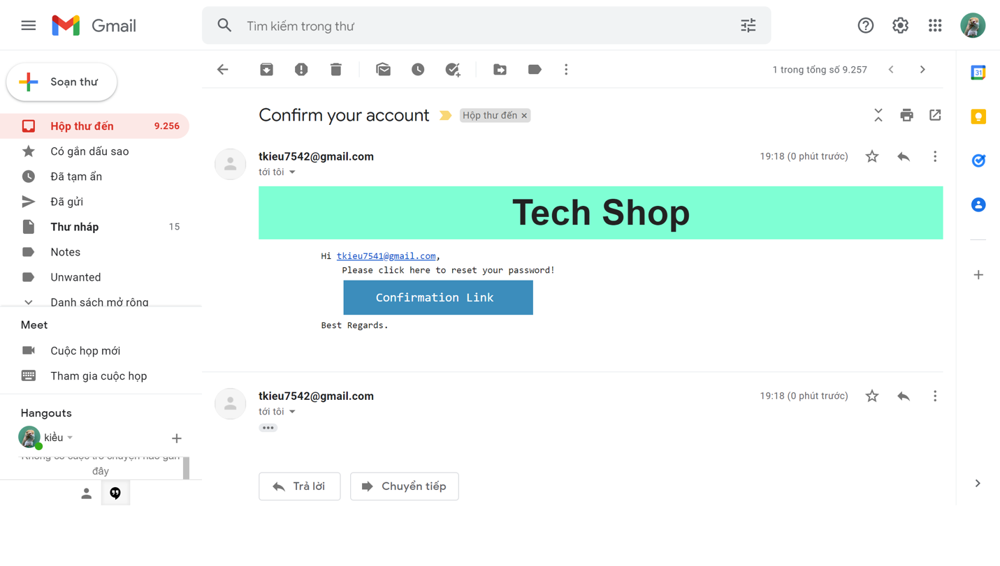 Gmail
Tìm kiếm trong thư
Soạn thư
1 trong tổng số 9.257
31
Hộp thư đến 9.256
Có gắn dấu sao
Đã tạm ẩn
Đã gửi
Thư nháp 15
Notes
Unwanted
Danh sách mở rộng
Meet
Cuộc họp mới
Tham gia cuộc họp
Hangouts
kiều
Không có cuộc trò chuyện nào gần
đây
Confirm your account Hộp thư đến
tkieu7542@gmail.com 19:18 (0 phút trước)
tới tôi
Tech Shop
Hi tkieu7541@gmail.com,
Please click here to reset your password!
Confirmation Link
Best Regards.
tkieu7542@gmail.com 19:18 (0 phút trước)
tới tôi
Trả lời
Chuyển tiếp